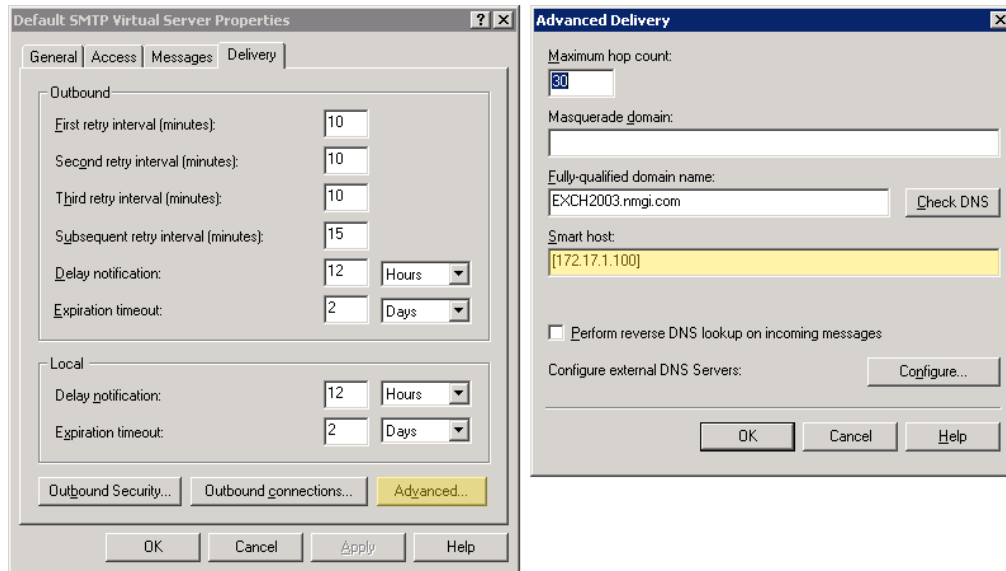 Default SMTP Virtual Server Properties
General Access Messages Delivery
Outbound
First retry interval (minutes): 10
Second retry interval (minutes): 10
Third retry interval (minutes): 10
Subsequent retry interval (minutes): 15
Delay notification: 12 Hours
Expiration timeout: 2 Days
Local
Delay notification: 12 Hours
Expiration timeout: 2 Days
Outbound Security... Outbound connections... Advanced...
OK Cancel Apply Help
Advanced Delivery
Maximum hop count:
30
Masquerade domain:
Fully-qualified domain name:
EXCH2003.nmgi.com Check DNS
Smart host:
[172.17.1.100]
Perform reverse DNS lookup on incoming messages
Configure external DNS Servers: Configure...
OK Cancel Help